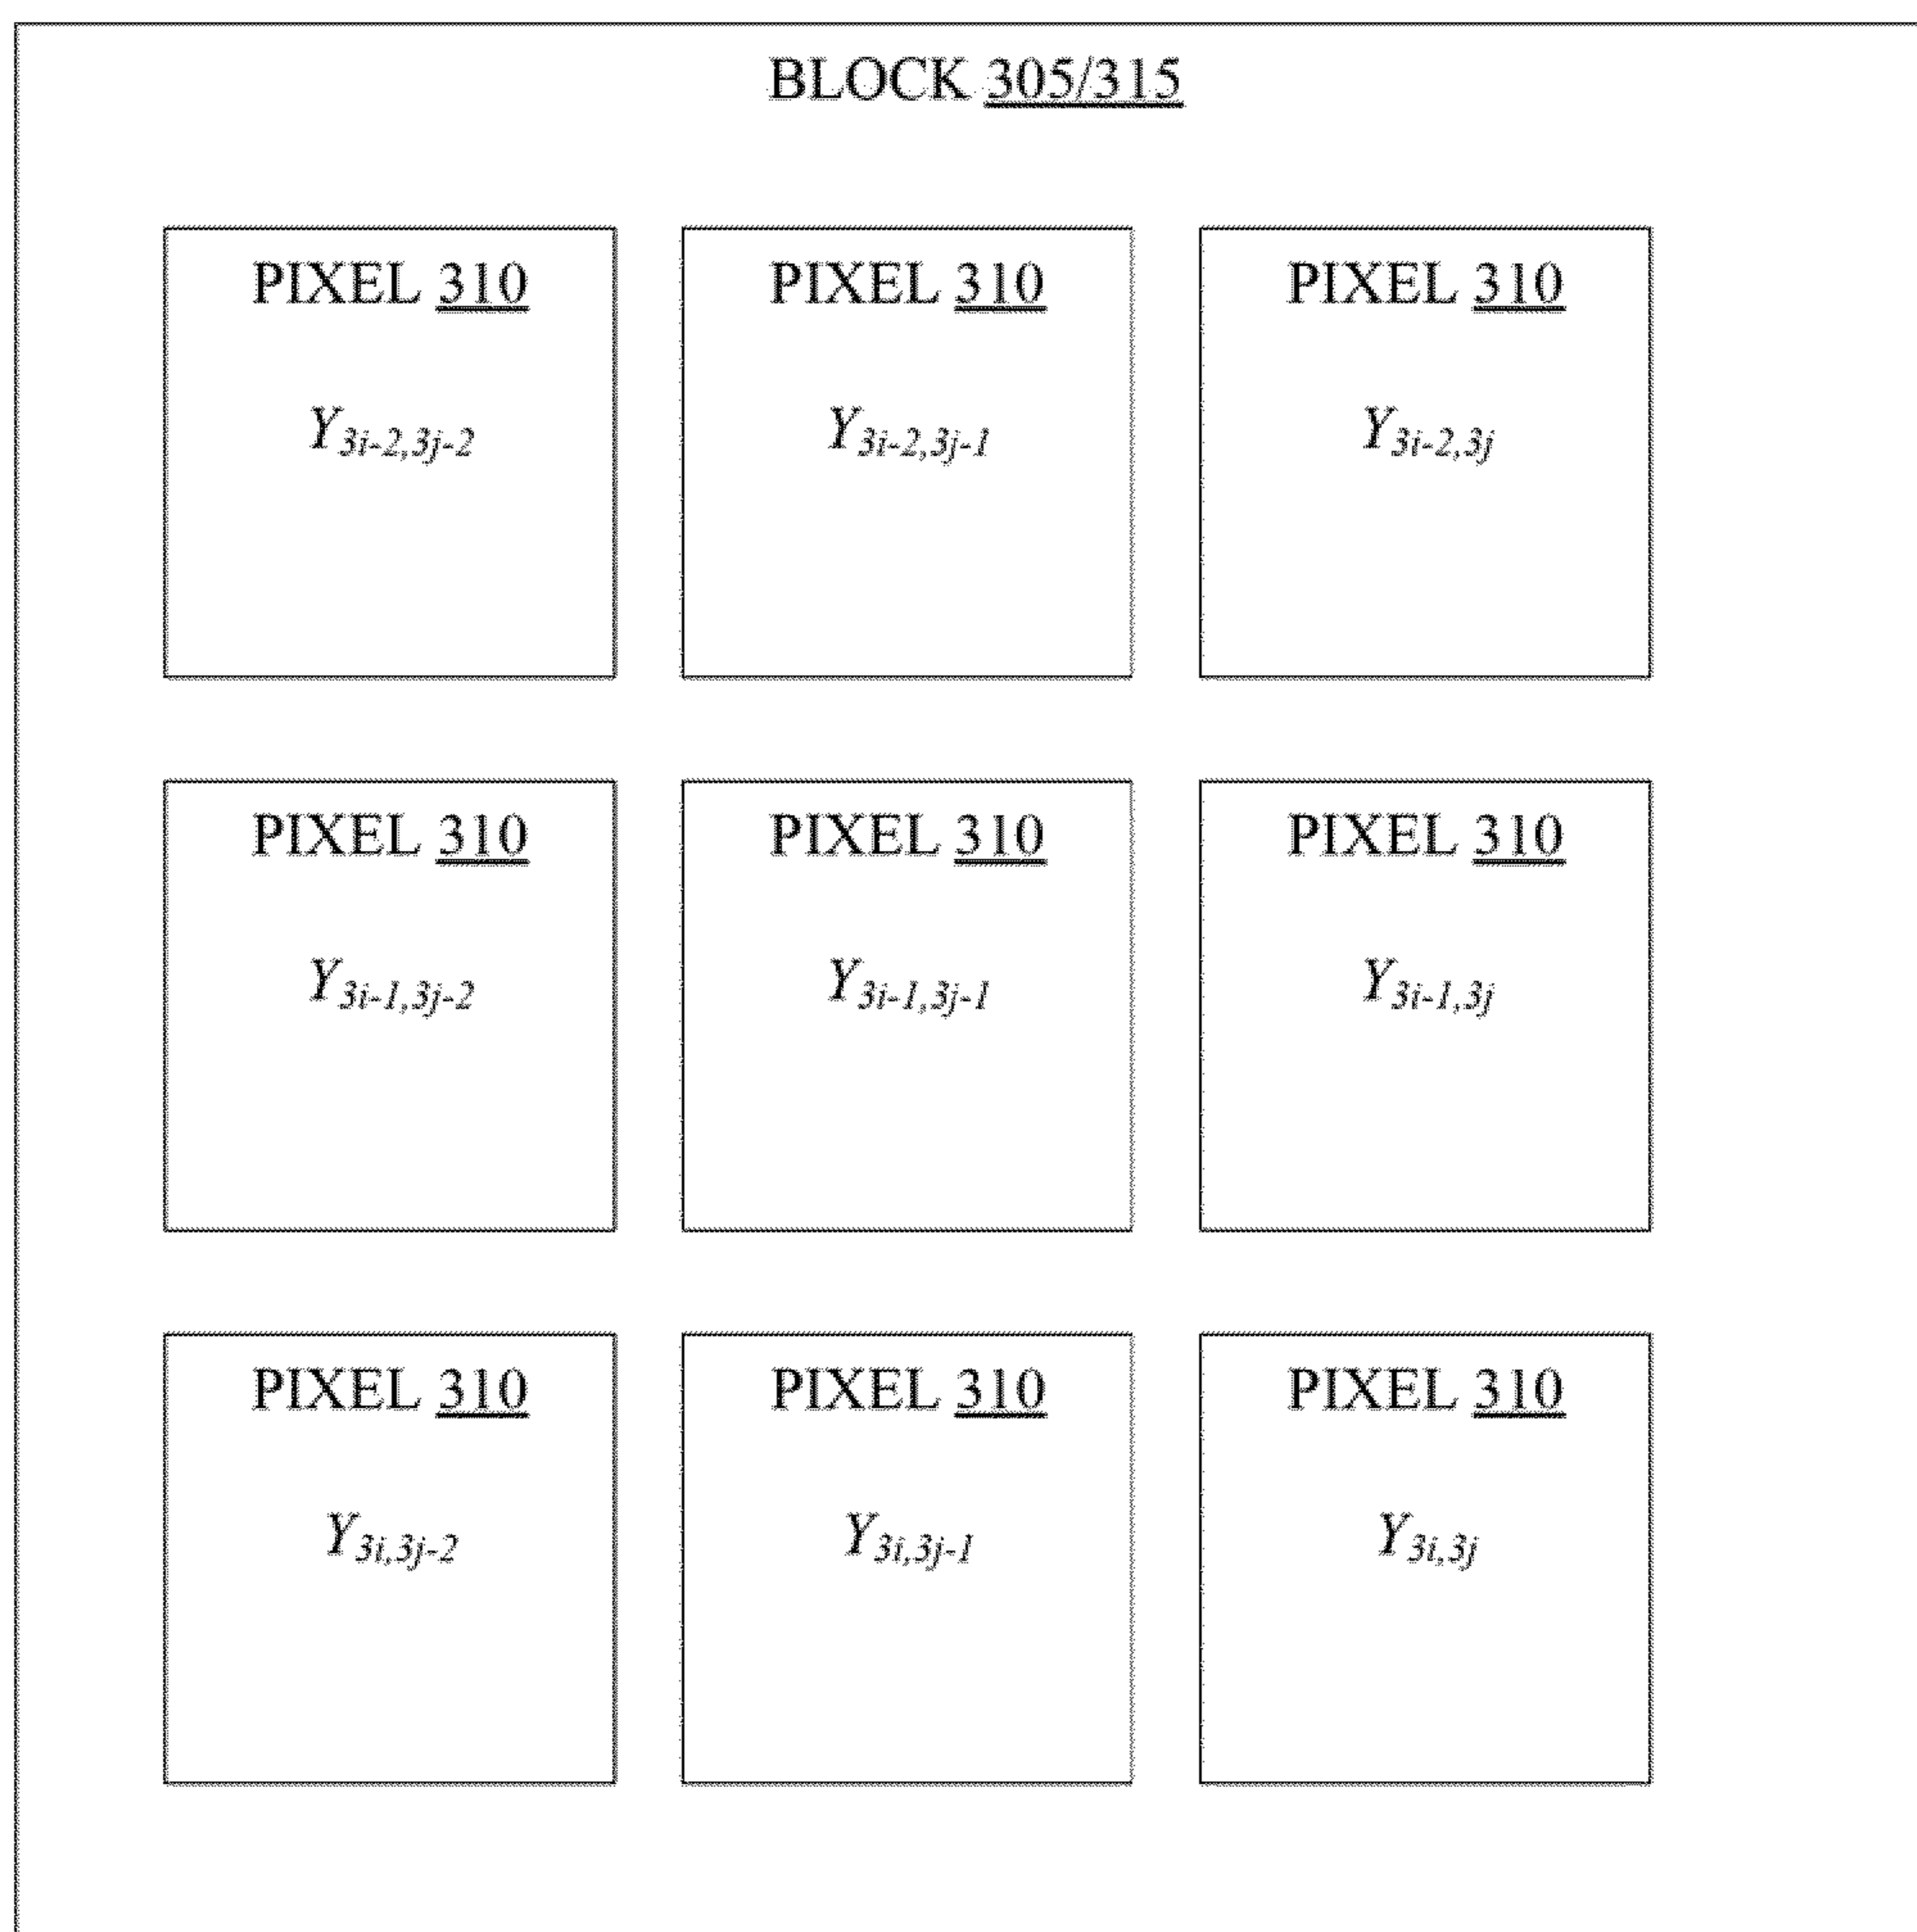 BLOCK 305/315
PIXEL 310 PIXEL 310 PIXEL 310
Y3i-2,3j-2 Y3i-2,3j-1 Y3i-2,3j
PIXEL 310 PIXEL 310 PIXEL 310
Y3i-1,3j-2 Y3i-1,3j-1 Y3i-1,3j
PIXEL 310 PIXEL 310 PIXEL 310
Y3i,3j-2 Y3i,3j-1 Y3i,3j